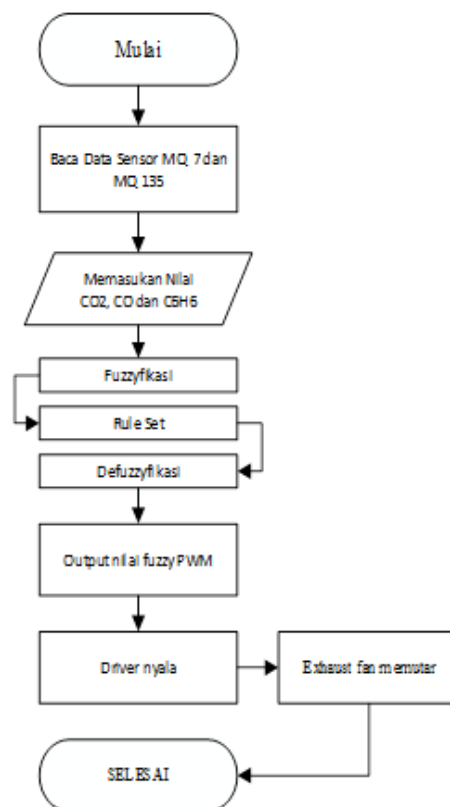 Mulai
Baca Data Sensor MQ 7 dan
MQ 135
Memasukan Nilai
CO2, CO dan C6H6
Fuzzyfikasi
Rule Set
Defuzzyfikasi
Output nilai fuzzy PWM
Driver nyala
Exhaust fan memutar
SELESAI